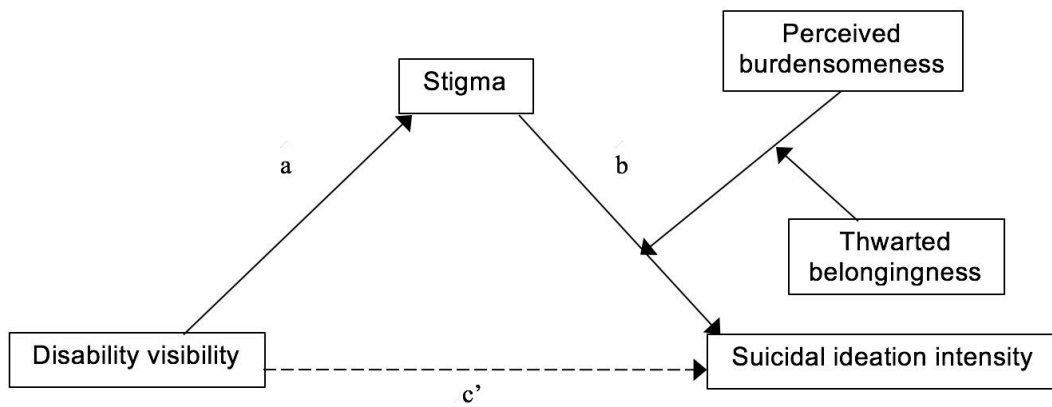 Perceived
burdensomeness
Stigma
a
b
Thwarted
belongingness
Disability visibility
Suicidal ideation intensity
c’